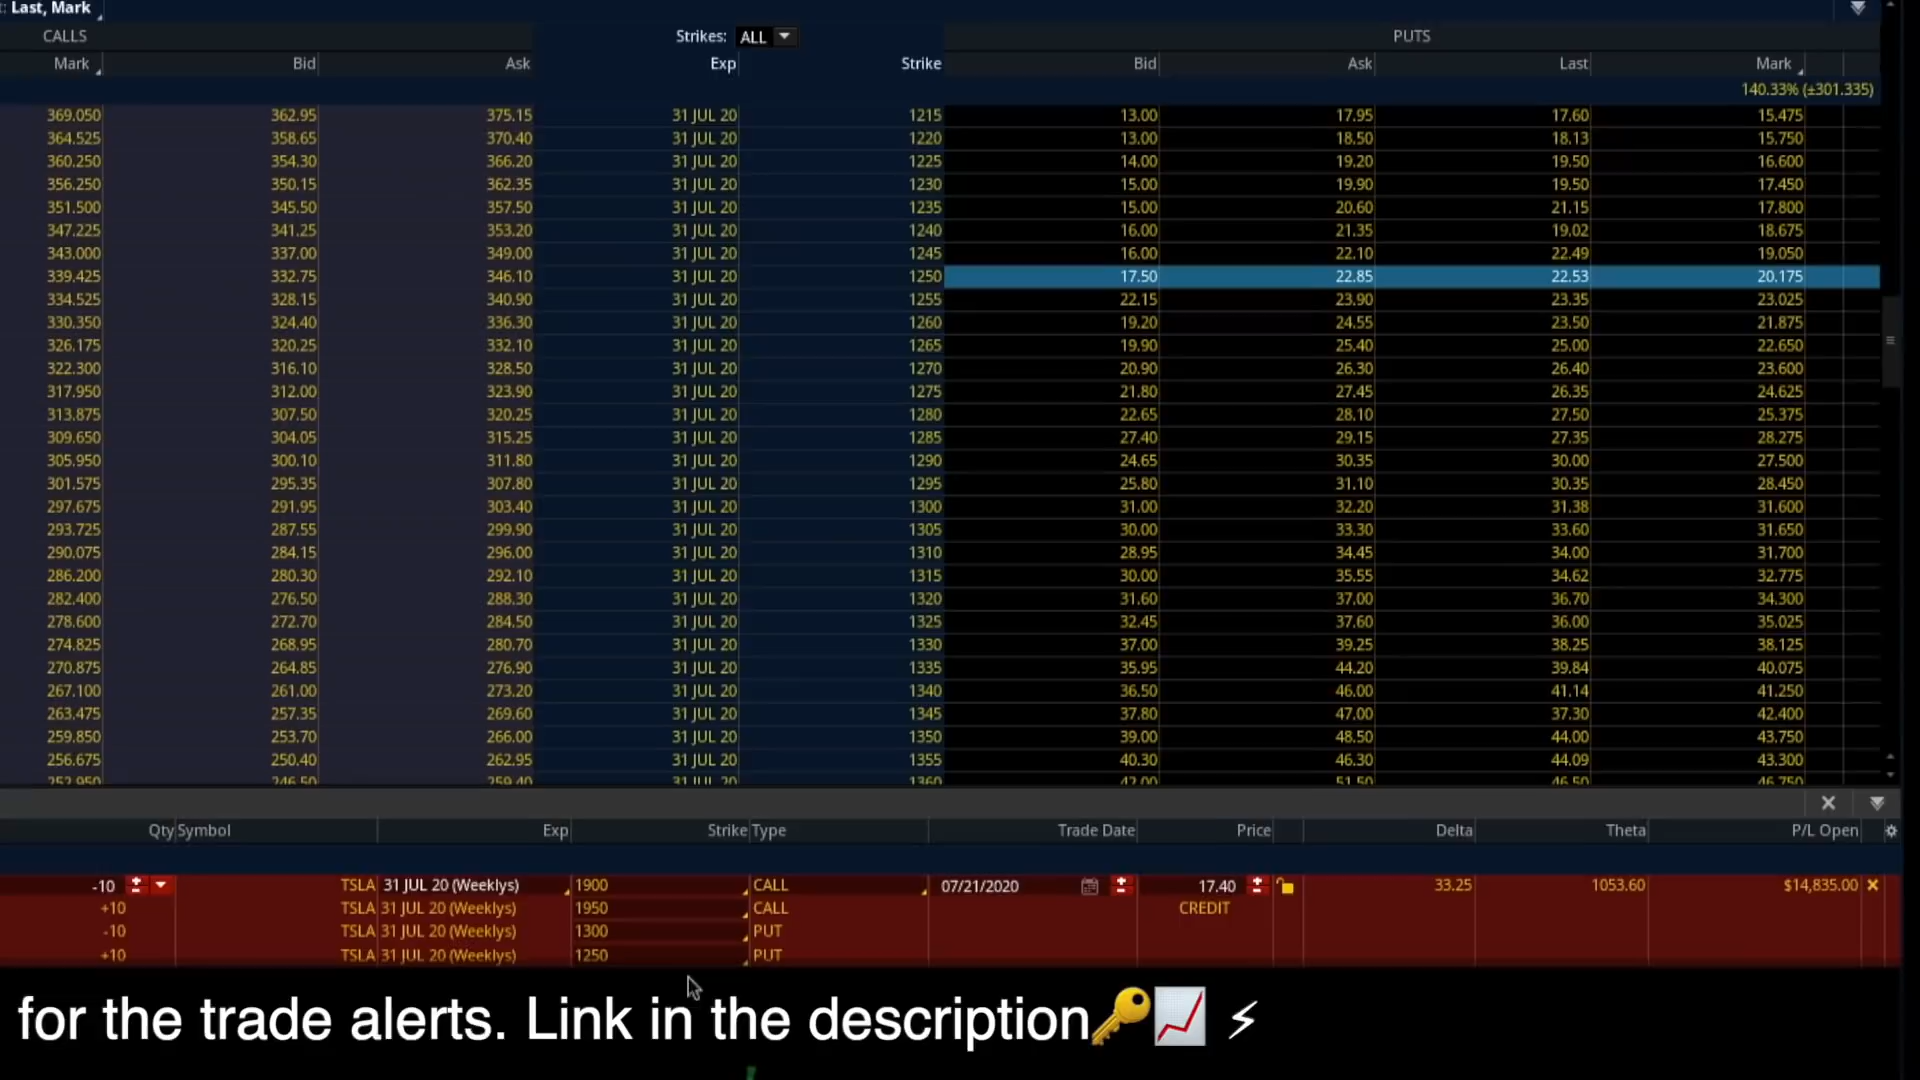 : Last, Mark
CALLS Strikes: ALL PUTS
Mark Bid Ask Exp Strike Bid Ask Last Mark
140.33% (±301.335)
369.050 362.95 375.15 31 JUL 20 1215 13.00 17.95 17.60 15.475
364.525 358.65 370.40 31 JUL 20 1220 13.00 18.50 18.13 15.750
360.250 354.30 366.20 31 JUL 20 1225 14.00 19.20 19.50 16.600
356.250 350.15 362.35 31 JUL 20 1230 15.00 19.90 19.50 17.450
351.500 345.50 357.50 31 JUL 20 1235 15.00 20.60 21.15 17.800
347.225 341.25 353.20 31 JUL 20 1240 16.00 21.35 19.02 18.675
343.000 337.00 349.00 31 JUL 20 1245 16.00 22.10 22.49 19.050
339.425 332.75 346.10 31 JUL 20 1250 17.50 22.85 22.53 20.175
334.525 328.15 340.90 31 JUL 20 1255 22.15 23.90 23.35 23.025
330.350 324.40 336.30 31 JUL 20 1260 19.20 24.55 23.50 21.875
326.175 320.25 332.10 31 JUL 20 1265 19.90 25.40 25.00 22.650
322.300 316.10 328.50 31 JUL 20 1270 20.90 26.30 26.40 23.600
317.950 312.00 323.90 31 JUL 20 1275 21.80 27.45 26.35 24.625
313.875 307.50 320.25 31 JUL 20 1280 22.65 28.10 27.50 25.375
309.650 304.05 315.25 31 JUL 20 1285 27.40 29.15 27.35 28.275
305.950 300.10 311.80 31 JUL 20 1290 24.65 30.35 30.00 27.500
301.575 295.35 307.80 31 JUL 20 1295 25.80 31.10 30.35 28.450
297.675 291.95 303.40 31 JUL 20 1300 31.00 32.20 31.38 31.600
293.725 287.55 299.90 31 JUL 20 1305 30.00 33.30 33.60 31.650
290.075 284.15 296.00 31 JUL 20 1310 28.95 34.45 34.00 31.700
286.200 280.30 292.10 31 JUL 20 1315 30.00 35.55 34.62 32.775
282.400 276.50 288.30 31 JUL 20 1320 31.60 37.00 36.70 34.300
278.600 272.70 284.50 31 JUL 20 1325 32.45 37.60 36.00 35.025
274.825 268.95 280.70 31 JUL 20 1330 37.00 39.25 38.25 38.125
270.875 264.85 276.90 31 JUL 20 1335 35.95 44.20 39.84 40.075
267.100 261.00 273.20 31 JUL 20 1340 36.50 46.00 41.14 41.250
263.475 257.35 269.60 31 JUL 20 1345 37.80 47.00 37.30 42.400
259.850 253.70 266.00 31 JUL 20 1350 39.00 48.50 44.00 43.750
256.675 250.40 262.95 31 JUL 20 1355 40.30 46.30 44.09 43.300
252.950 246.50 259.40 31 JUL 20 1360 42.00 51.50 46.50 46.750
Qty Symbol Exp Strike Type Trade Date Price Delta Theta P/L Open
-10 TSLA 31 JUL 20 (Weeklys) 1900 CALL 07/21/2020 17.40 33.25 1053.60 $14,835.00
+10 TSLA 31 JUL 20 (Weeklys) 1950 CALL CREDIT
-10 TSLA 31 JUL 20 (Weeklys) 1300 PUT
+10 TSLA 31 JUL 20 (Weeklys) 1250 PUT
for the trade alerts. Link in the description🔑📈⚡